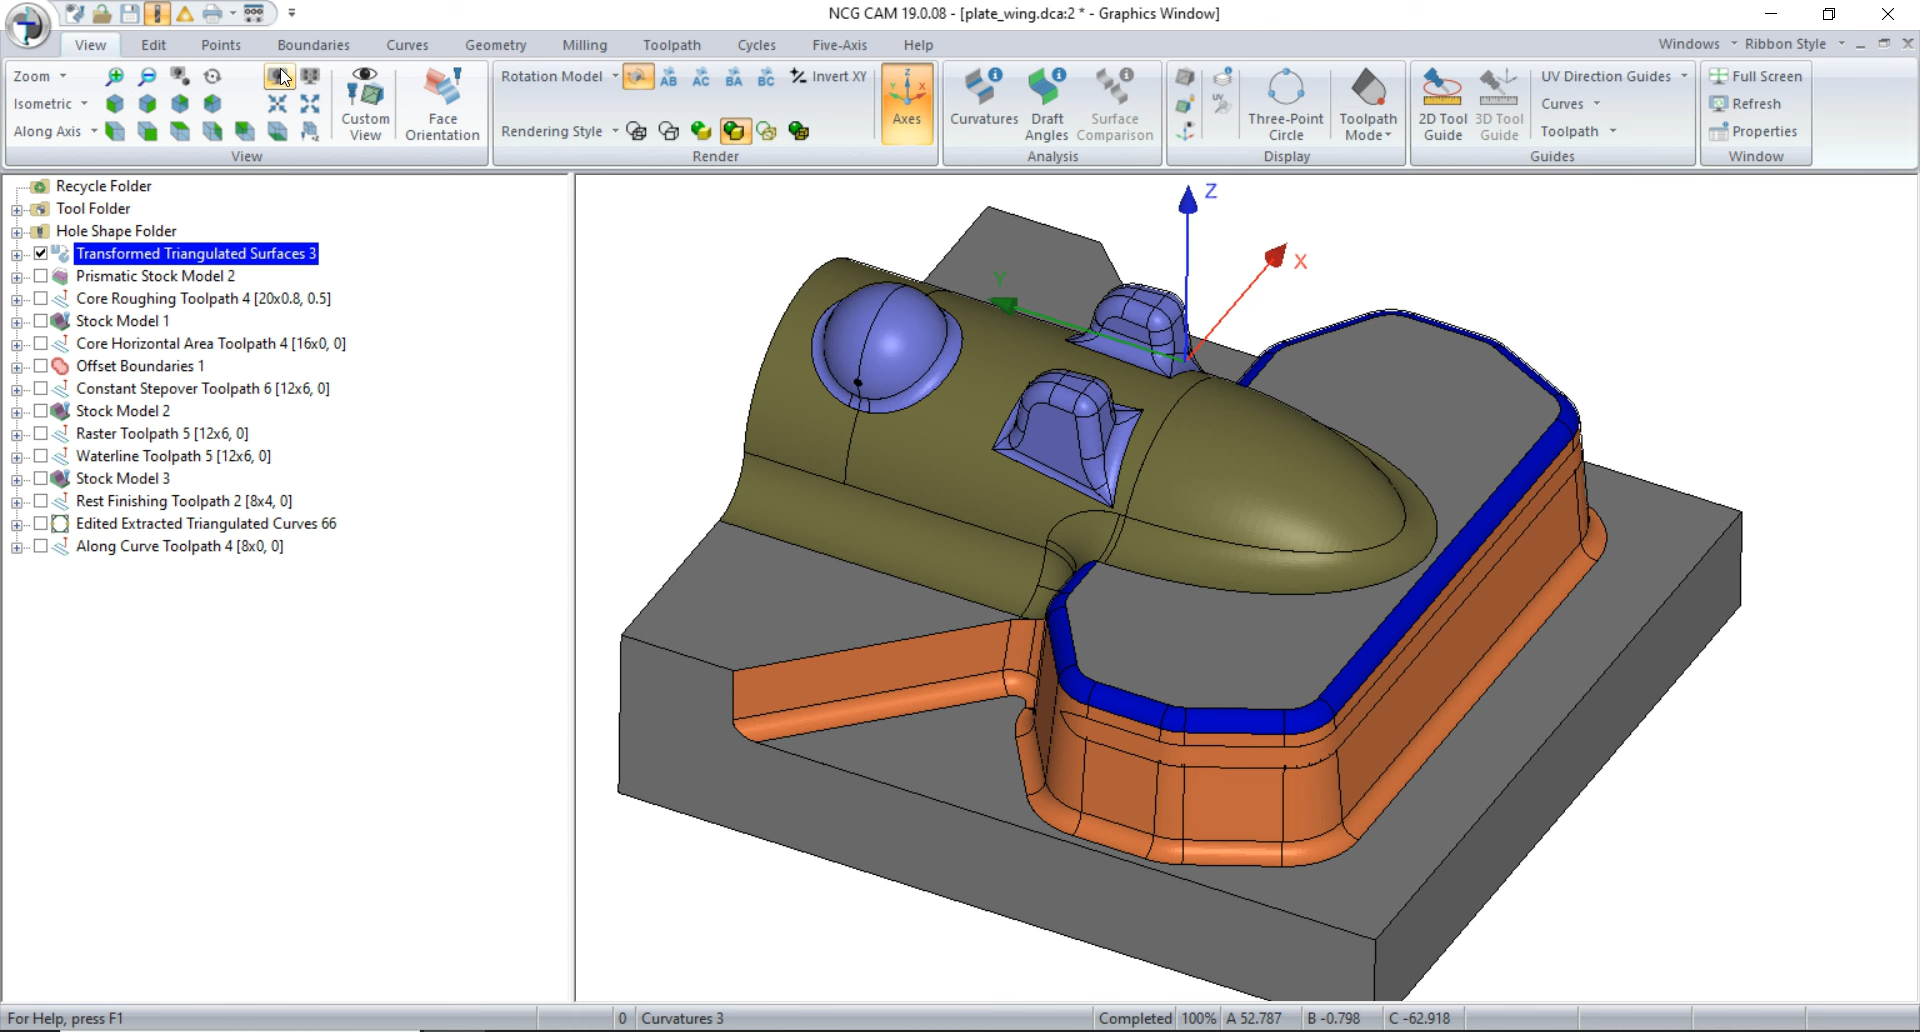 NCG CAM 19.0.08 - [plate_wing.dca:2 * - Graphics Window]
View Edit Points Boundaries Curves Geometry Milling Toolpath Cycles Five-Axis Help Windows Ribbon Style
Zoom
Isometric
Along Axis
Custom View
Face Orientation
View
Rotation Model AB AC BA BC Invert XY
Rendering Style
Axes
Render
Curvatures
Draft Angles
Surface Comparison
Analysis
UV
Three-Point Circle
Toolpath Mode
Display
2D Tool Guide
3D Tool Guide
UV Direction Guides
Curves
Toolpath
Guides
Full Screen
Refresh
Properties
Window
Recycle Folder
Tool Folder
Hole Shape Folder
Transformed Triangulated Surfaces 3
Prismatic Stock Model 2
Core Roughing Toolpath 4 [20x0.8, 0.5]
Stock Model 1
Core Horizontal Area Toolpath 4 [16x0, 0]
Offset Boundaries 1
Constant Stepover Toolpath 6 [12x6, 0]
Stock Model 2
Raster Toolpath 5 [12x6, 0]
Waterline Toolpath 5 [12x6, 0]
Stock Model 3
Rest Finishing Toolpath 2 [8x4, 0]
Edited Extracted Triangulated Curves 66
Along Curve Toolpath 4 [8x0, 0]
Z
X
Y
For Help, press F1 0 Curvatures 3 Completed 100% A 52.787 B -0.798 C -62.918